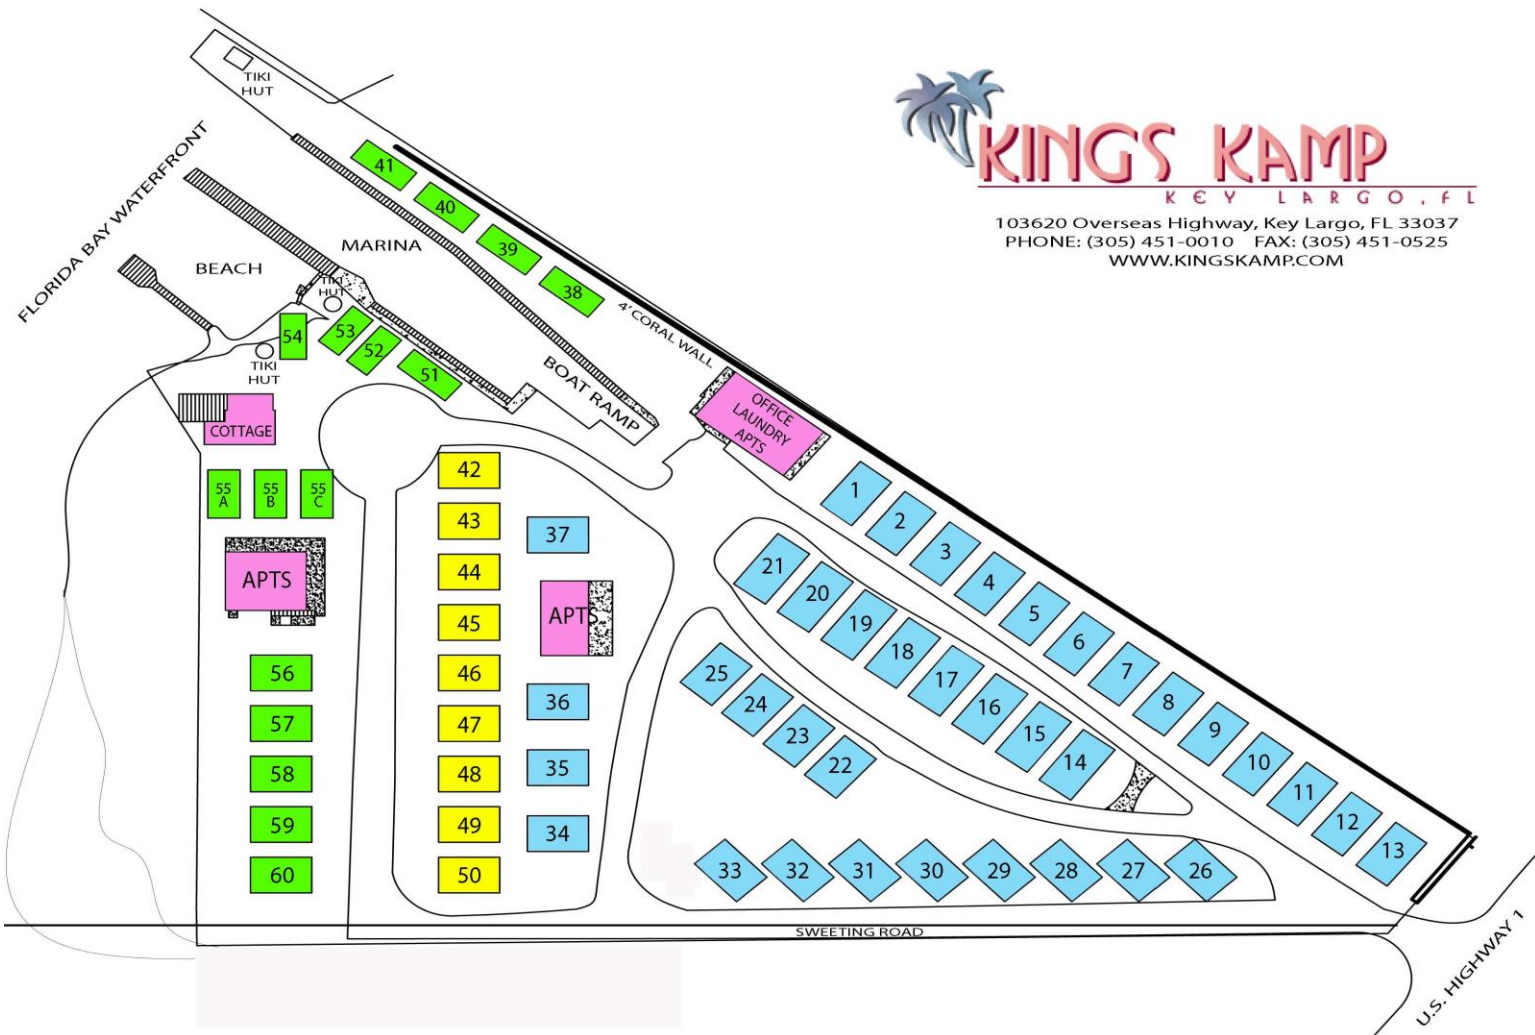 KINGS KAMP
KEY LARGO, FL
103620 Overseas Highway, Key Largo, FL 33037
PHONE: (305) 451-0010 FAX: (305) 451-0525
WWW.KINGSKAMP.COM
TIKI
HUT
FLORIDA BAY WATERFRONT
41
40
39
38
MARINA
BEACH
TIKI
HUT
4' CORAL WALL
54
53
52
51
TIKI
HUT
BOAT RAMP
OFFICE
LAUNDRY
APTS
COTTAGE
55
A
55
B
55
C
APTS
56
57
58
59
60
42
43
44
45
46
47
48
49
50
37
APTS
36
35
34
1
2
3
4
5
6
7
8
9
10
11
12
13
21
20
19
18
17
16
15
14
25
24
23
22
33
32
31
30
29
28
27
26
SWEETING ROAD
U.S. HIGHWAY 1